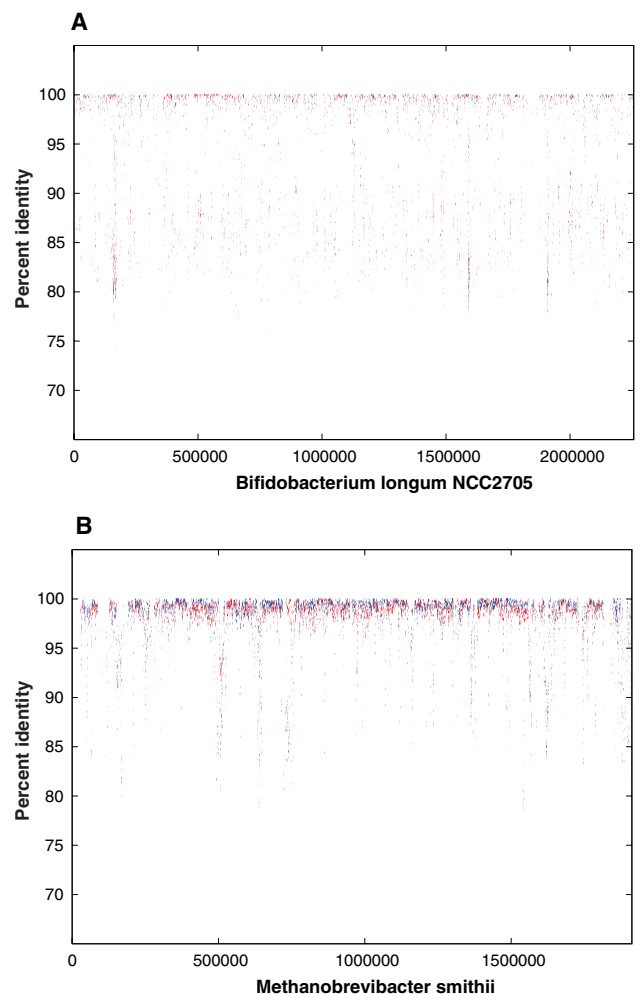 A
Percent identity
100
95
90
85
80
75
70
0 500000 1000000 1500000 2000000
Bifidobacterium longum NCC2705
B
Percent identity
100
95
90
85
80
75
70
0 500000 1000000 1500000
Methanobrevibacter smithii